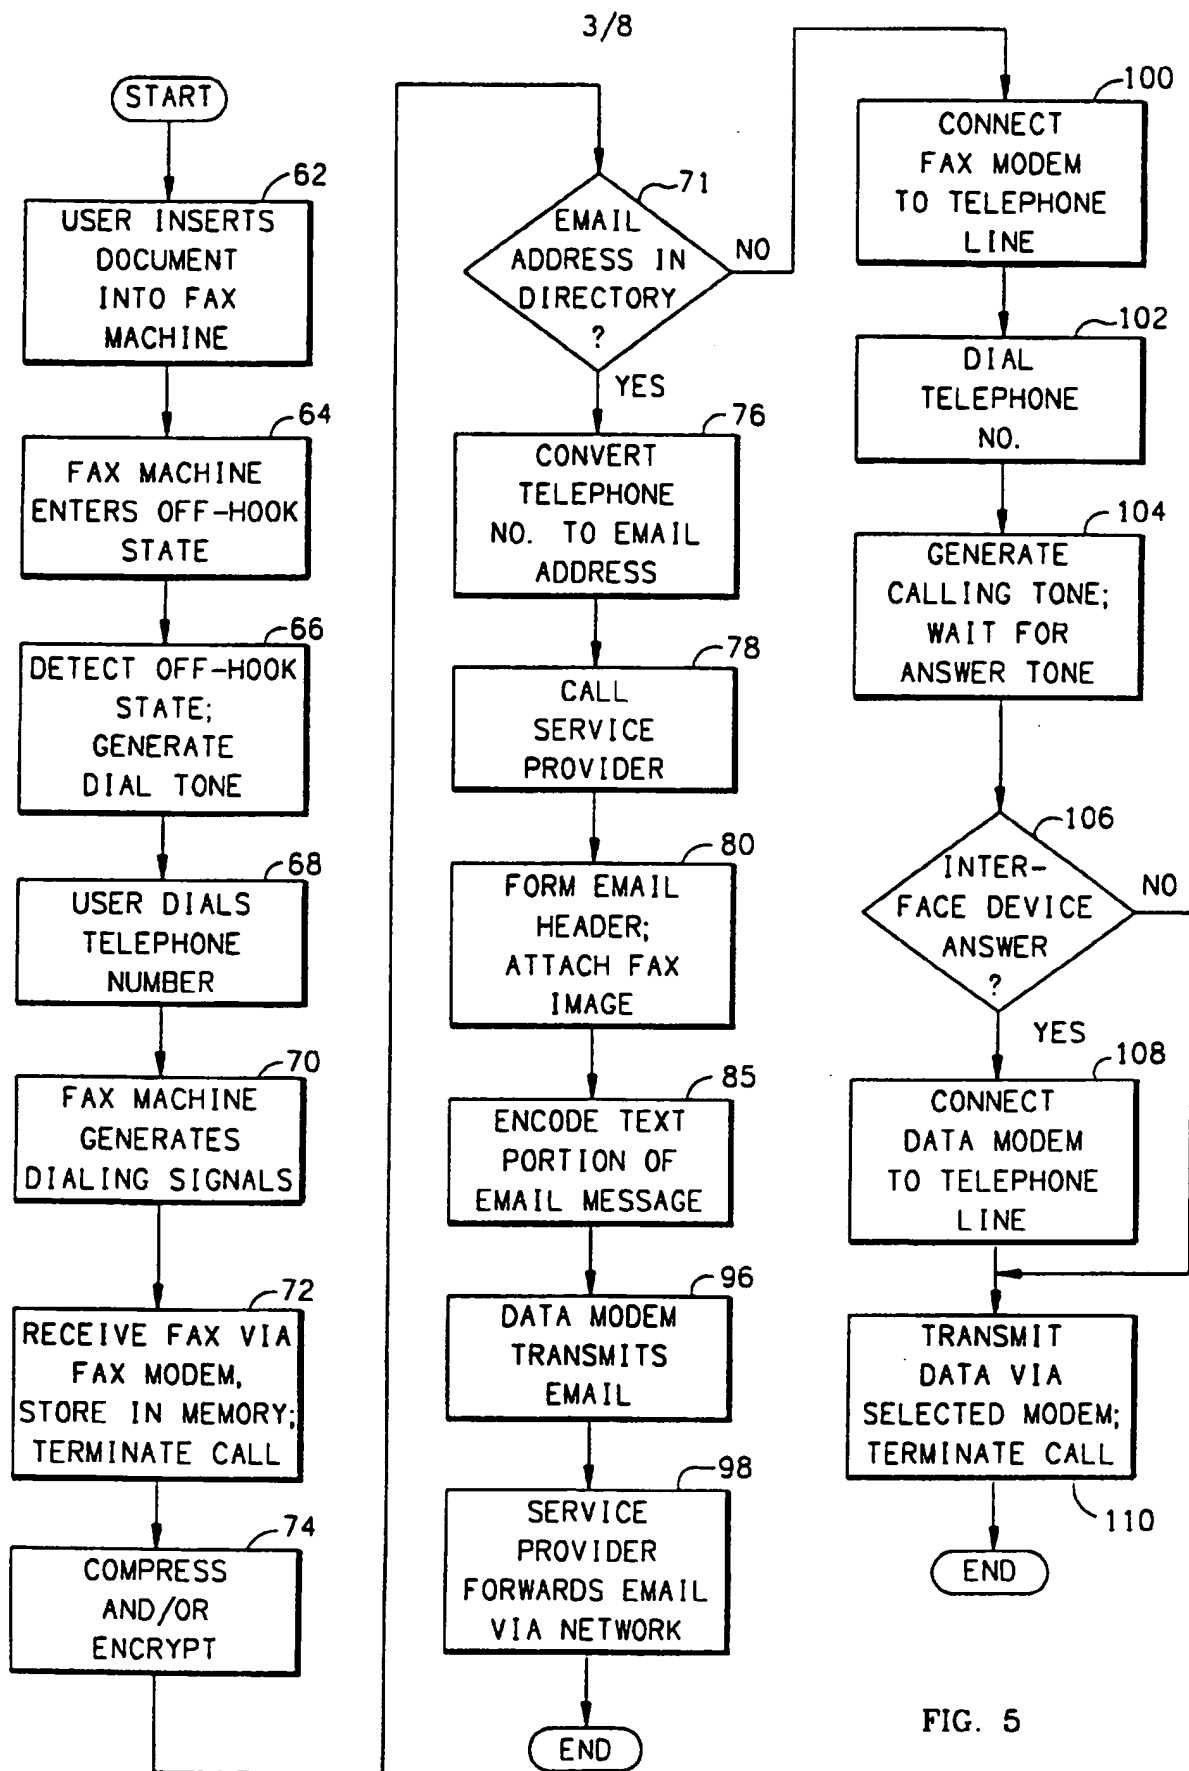 3/8
START
62
USER INSERTS
DOCUMENT
INTO FAX
MACHINE
64
FAX MACHINE
ENTERS OFF-HOOK
STATE
66
DETECT OFF-HOOK
STATE;
GENERATE
DIAL TONE
68
USER DIALS
TELEPHONE
NUMBER
70
FAX MACHINE
GENERATES
DIALING SIGNALS
72
RECEIVE FAX VIA
FAX MODEM,
STORE IN MEMORY;
TERMINATE CALL
74
COMPRESS
AND/OR
ENCRYPT
71
EMAIL
ADDRESS IN
DIRECTORY
?
NO
YES
76
CONVERT
TELEPHONE
NO. TO EMAIL
ADDRESS
78
CALL
SERVICE
PROVIDER
80
FORM EMAIL
HEADER;
ATTACH FAX
IMAGE
85
ENCODE TEXT
PORTION OF
EMAIL MESSAGE
96
DATA MODEM
TRANSMITS
EMAIL
98
SERVICE
PROVIDER
FORWARDS EMAIL
VIA NETWORK
END
100
CONNECT
FAX MODEM
TO TELEPHONE
LINE
102
DIAL
TELEPHONE
NO.
104
GENERATE
CALLING TONE;
WAIT FOR
ANSWER TONE
106
INTER-
FACE DEVICE
ANSWER
?
NO
YES
108
CONNECT
DATA MODEM
TO TELEPHONE
LINE
TRANSMIT
DATA VIA
SELECTED MODEM;
TERMINATE CALL
110
END
FIG. 5